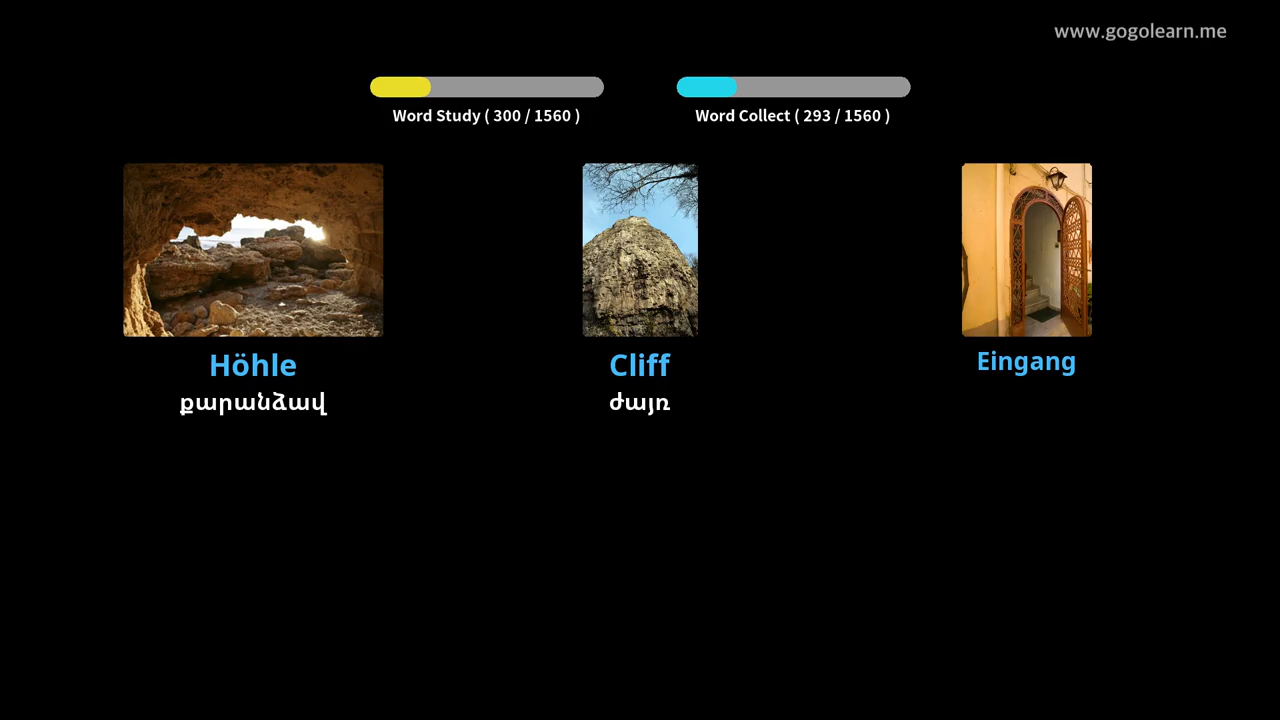 www.gogolearn.me
Word Study ( 300 / 1560 )
Word Collect ( 293 / 1560 )
Höhle
քարանձավ
Cliff
ժայռ
Eingang